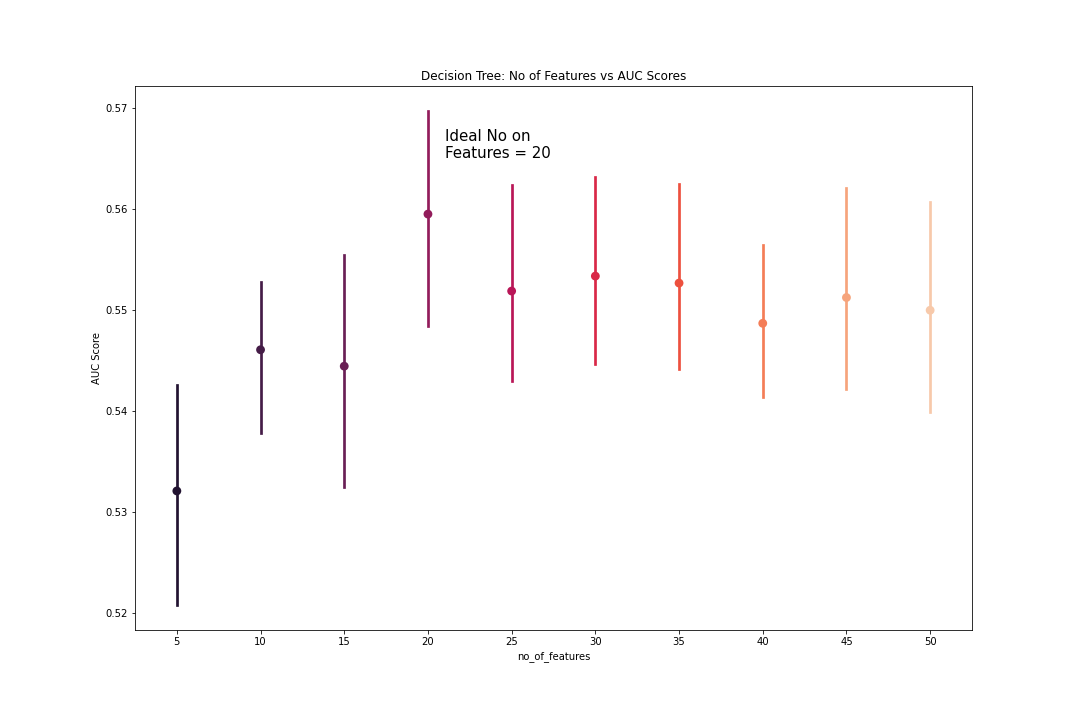 Decision Tree: No of Features vs AUC Scores
0.57
Ideal No on
Features = 20
0.56
0.55
AUC Score
0.54
0.53
0.52
5 10 15 20 25 30 35 40 45 50
no_of_features